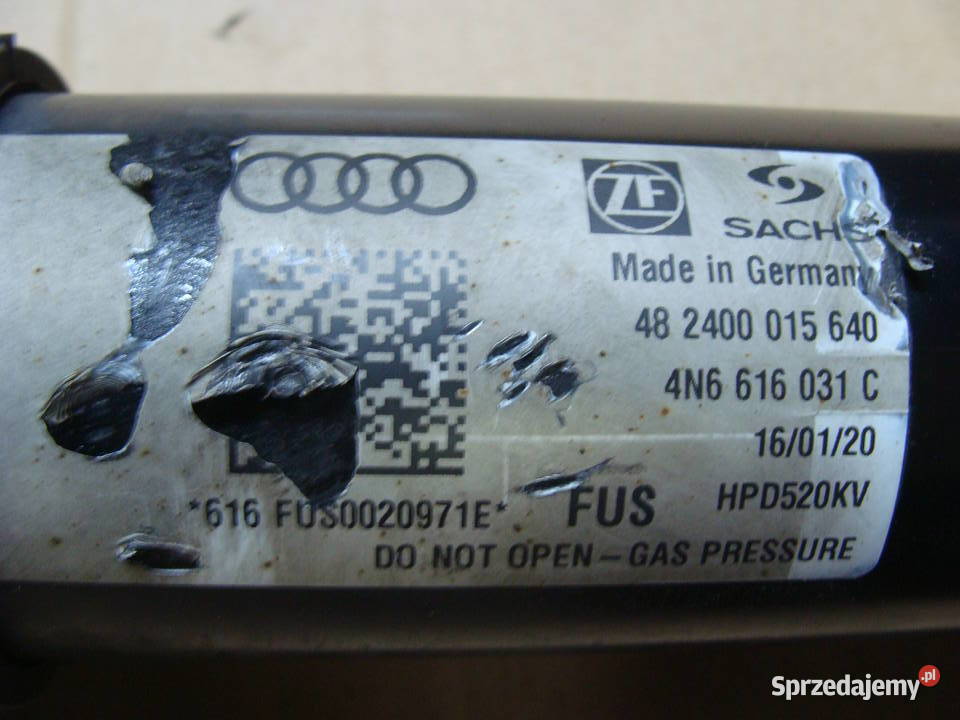 ZF
SACHS
Made in Germany
48 2400 015 640
4N6 616 031 C
16/01/20
*616 FUS0020971E*
FUS
HPD520KV
DO NOT OPEN – GAS PRESSURE
Sprzedajemy.pl